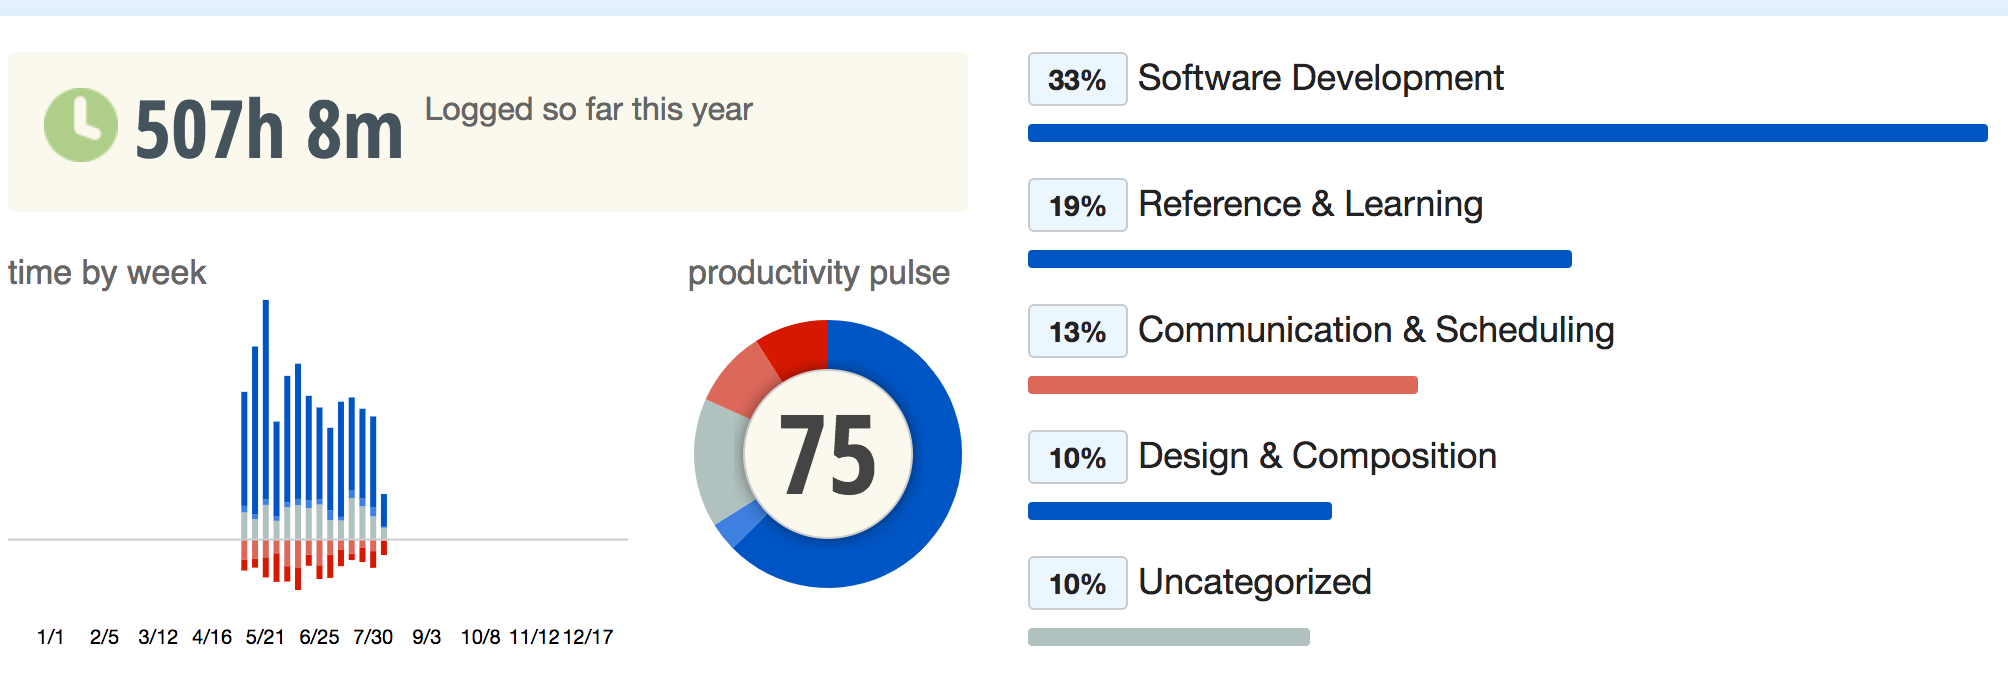 507h 8m Logged so far this year
time by week
productivity pulse
75
1/1 2/5 3/12 4/16 5/21 6/25 7/30 9/3 10/8 11/12 12/17
33% Software Development
19% Reference & Learning
13% Communication & Scheduling
10% Design & Composition
10% Uncategorized